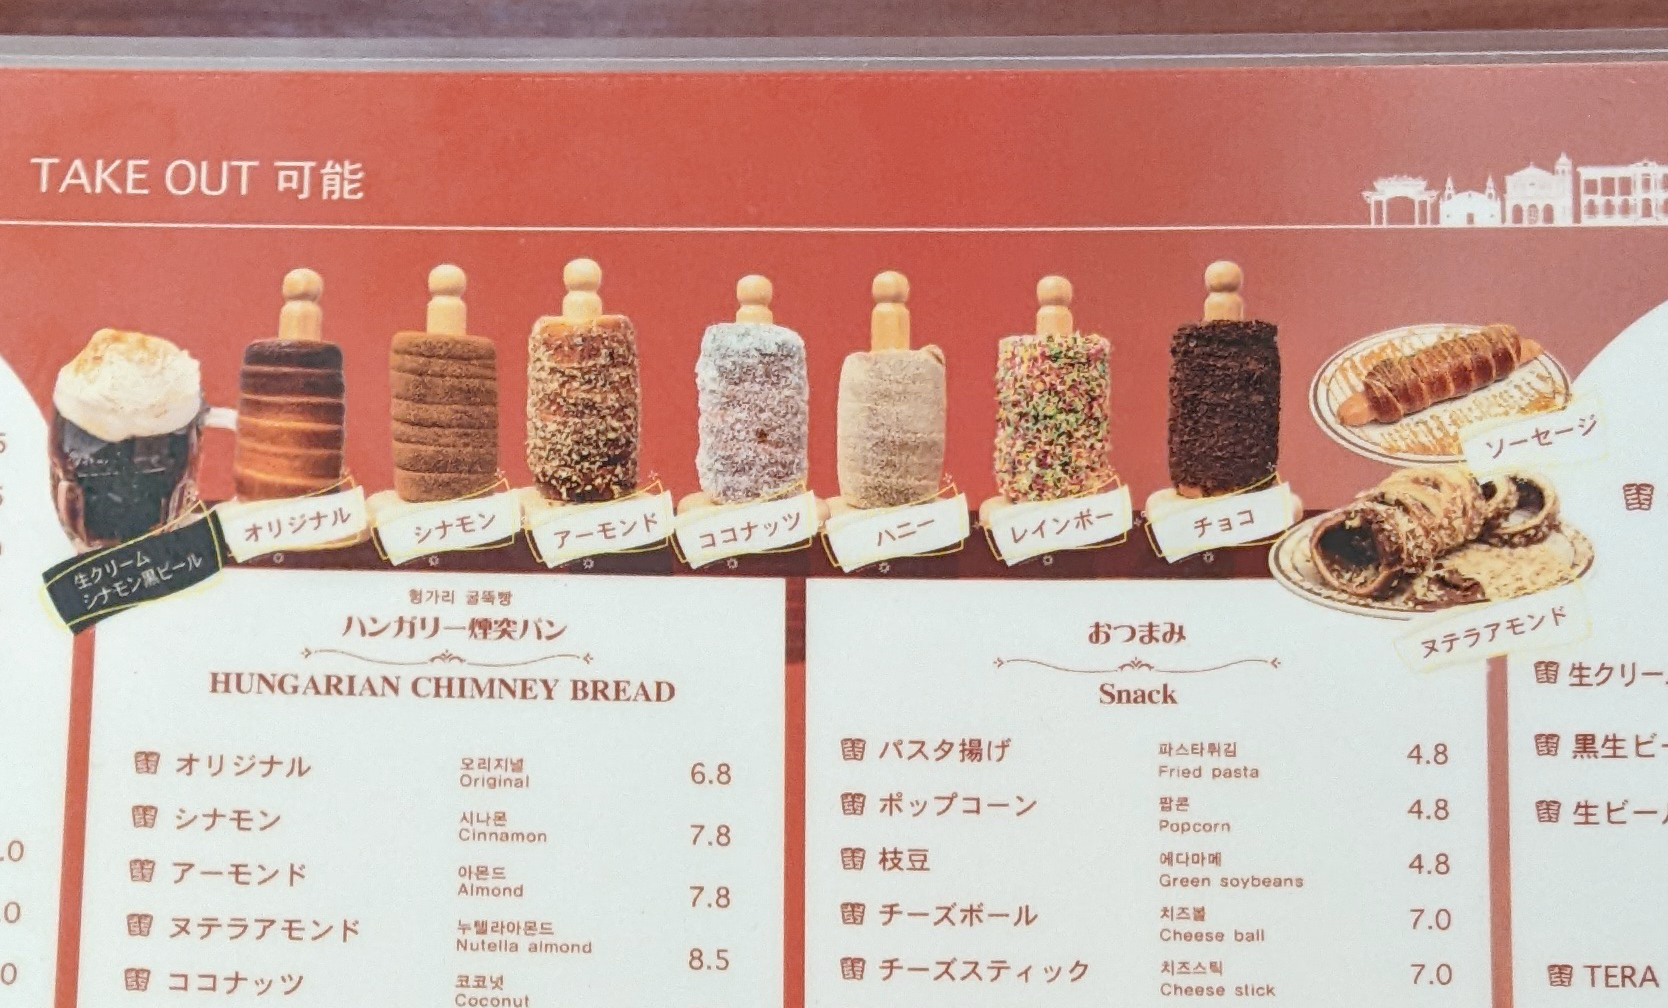 TAKE OUT 可能
生クリーム
シナモン黒ビール
オリジナル
シナモン
アーモンド
ココナッツ
ハニー
レインボー
チョコ
ソーセージ
ヌテラアモンド
헝가리 굴뚝빵
ハンガリー煙突パン
HUNGARIAN CHIMNEY BREAD
オリジナル 오리지널 6.8
Original
シナモン 시나몬 7.8
Cinnamon
アーモンド 아몬드 7.8
Almond
ヌテラアモンド 누텔라아몬드 8.5
Nutella almond
ココナッツ 코코넛
Coconut
おつまみ
Snack
パスタ揚げ 파스타튀김 4.8
Fried pasta
ポップコーン 팝콘 4.8
Popcorn
枝豆 에다마메 4.8
Green soybeans
チーズボール 치즈볼 7.0
Cheese ball
チーズスティック 치즈스틱 7.0
Cheese stick
生クリー
黒生ビ
生ビー
TERA